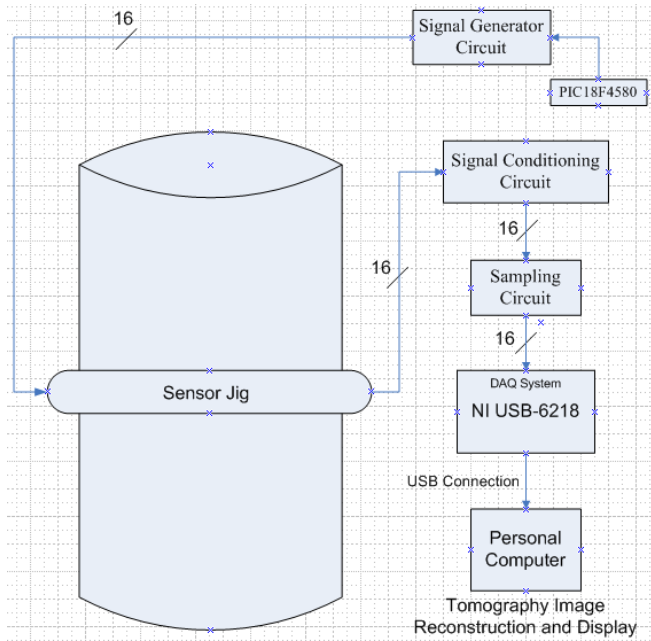 16
Signal Generator
Circuit
PIC18F4580
Signal Conditioning
Circuit
16
16
Sampling
Circuit
16
Sensor Jig
DAQ System
NI USB-6218
USB Connection
Personal
Computer
Tomography Image
Reconstruction and Display